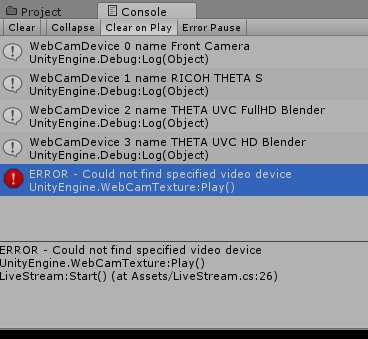 Project
Console
Clear
Collapse
Clear on Play
Error Pause
WebCamDevice 0 name Front Camera
UnityEngine.Debug:Log(Object)
WebCamDevice 1 name RICOH THETA S
UnityEngine.Debug:Log(Object)
WebCamDevice 2 name THETA UVC FullHD Blender
UnityEngine.Debug:Log(Object)
WebCamDevice 3 name THETA UVC HD Blender
UnityEngine.Debug:Log(Object)
ERROR - Could not find specified video device
UnityEngine.WebCamTexture:Play()
ERROR - Could not find specified video device
UnityEngine.WebCamTexture:Play()
LiveStream:Start() (at Assets/LiveStream.cs:26)